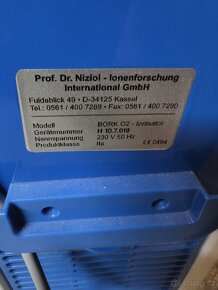 Prof. Dr. Niziol - Ionenforschung
International GmbH
Fuldablick 49 • D-34125 Kassel
Tel.: 0561 / 400 7289 • Fax: 0561 / 400 7290
Modell BORK O2 - Ionisator
Gerätenummer H 10.7.019
Nennspannung 230 V 50 Hz
Produktklasse IIa CE 0494